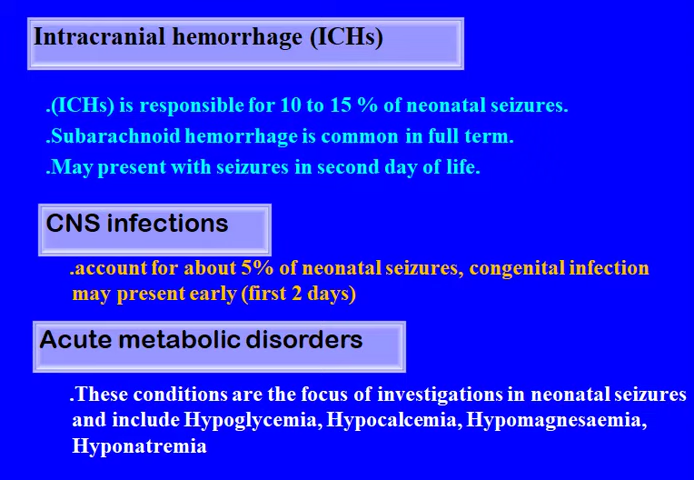 Intracranial hemorrhage (ICHs)
.(ICHs) is responsible for 10 to 15 % of neonatal seizures.
.Subarachnoid hemorrhage is common in full term.
.May present with seizures in second day of life.
CNS infections
.account for about 5% of neonatal seizures, congenital infection
may present early (first 2 days)
Acute metabolic disorders
.These conditions are the focus of investigations in neonatal seizures
and include Hypoglycemia, Hypocalcemia, Hypomagnesaemia,
Hyponatremia